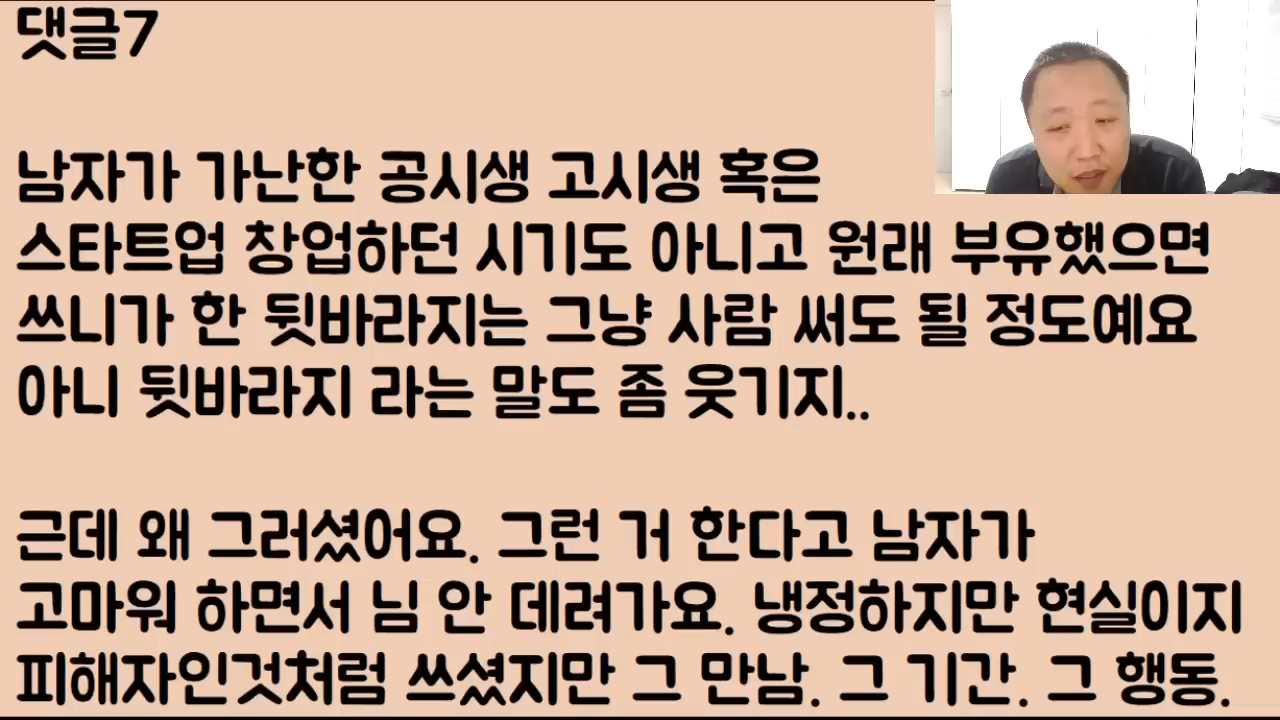 댓글7
남자가 가난한 공시생 고시생 혹은
스타트업 창업하던 시기도 아니고 원래 부유했으면
쓰니가 한 뒷바라지는 그냥 사람 써도 될 정도예요
아니 뒷바라지 라는 말도 좀 웃기지..
근데 왜 그러셨어요. 그런 거 한다고 남자가
고마워 하면서 님 안 데려가요. 냉정하지만 현실이지
피해자인것처럼 쓰셨지만 그 만남. 그 기간. 그 행동.